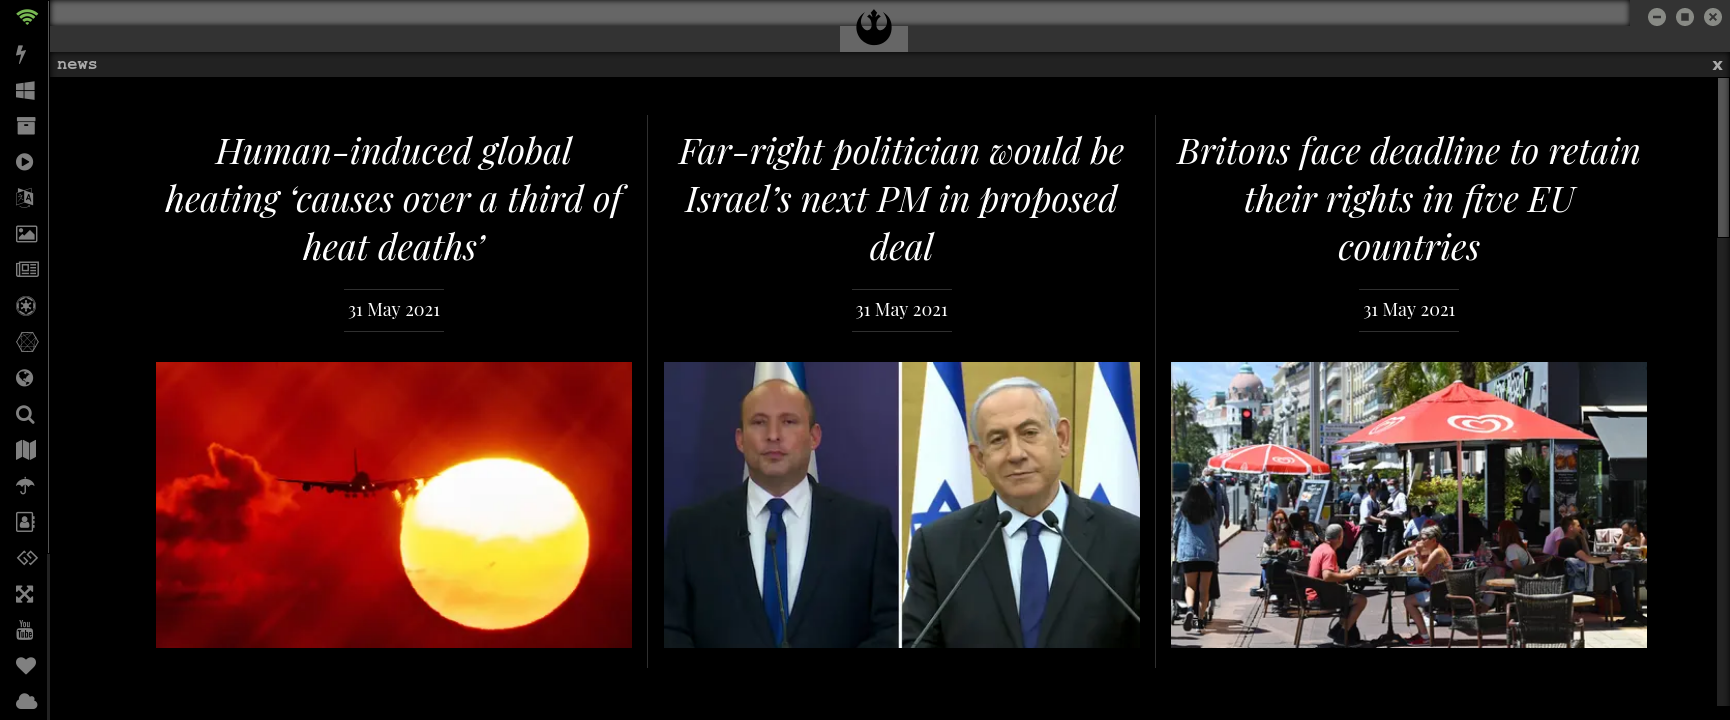 news
x
Human-induced global
heating ‘causes over a third of
heat deaths’
31 May 2021
Far-right politician would be
Israel’s next PM in proposed
deal
31 May 2021
Britons face deadline to retain
their rights in five EU
countries
31 May 2021
You
Tube